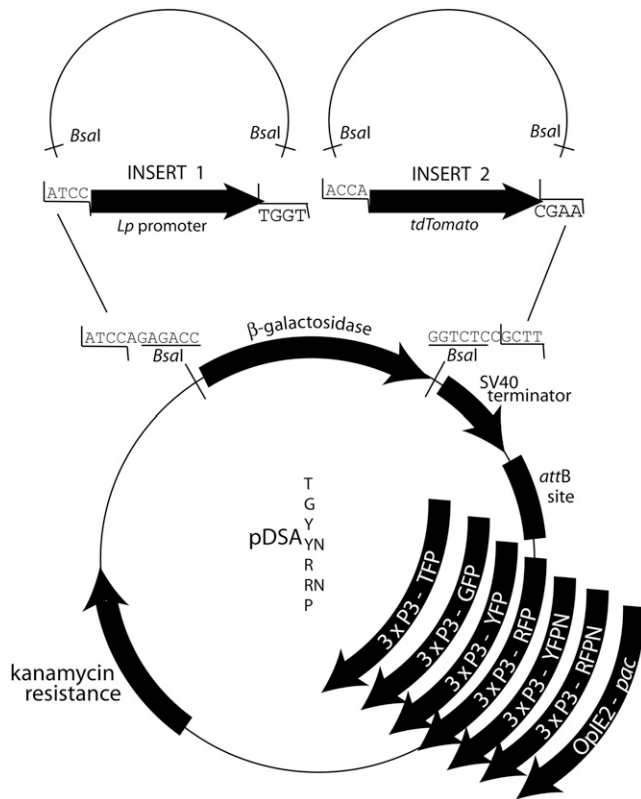 BsaI
BsaI
BsaI
BsaI
INSERT 1
INSERT 2
ATCC
TGGT
ACCA
CGAA
Lp promoter
tdTomato
ATCCAGAGACC
BsaI
β-galactosidase
GGTCTCCGCTT
BsaI
SV40
terminator
attB
site
pDSA
T
G
Y
YN
R
RN
P
3 x P3 - TFP
3 x P3 - GFP
3 x P3 - YFP
3 x P3 - RFP
3 x P3 - YFPN
3 x P3 - RFPN
OpIE2 - pac
kanamycin
resistance